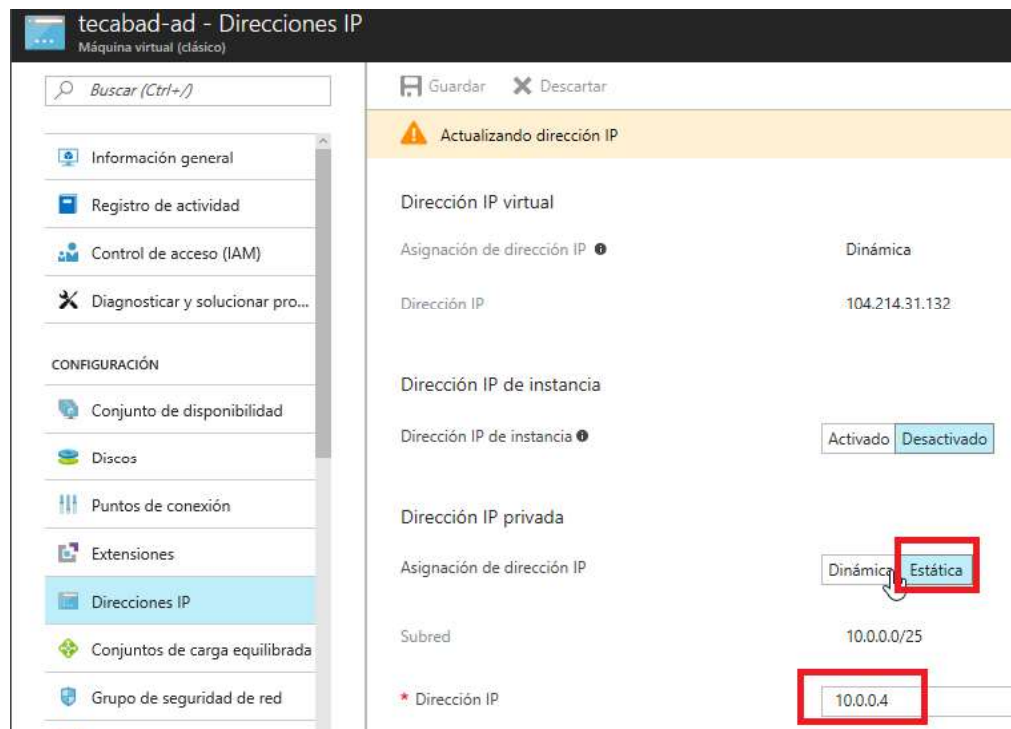 tecabad-ad - Direcciones IP
Máquina virtual (clásico)
Buscar (Ctrl+/)
Información general
Registro de actividad
Control de acceso (IAM)
Diagnosticar y solucionar pro...
CONFIGURACIÓN
Conjunto de disponibilidad
Discos
Puntos de conexión
Extensiones
Direcciones IP
Conjuntos de carga equilibrada
Grupo de seguridad de red
Guardar Descartar
Actualizando dirección IP
Dirección IP virtual
Asignación de dirección IP Dinámica
Dirección IP 104.214.31.132
Dirección IP de instancia
Dirección IP de instancia Activado Desactivado
Dirección IP privada
Asignación de dirección IP Dinámica Estática
Subred 10.0.0.0/25
* Dirección IP 10.0.0.4